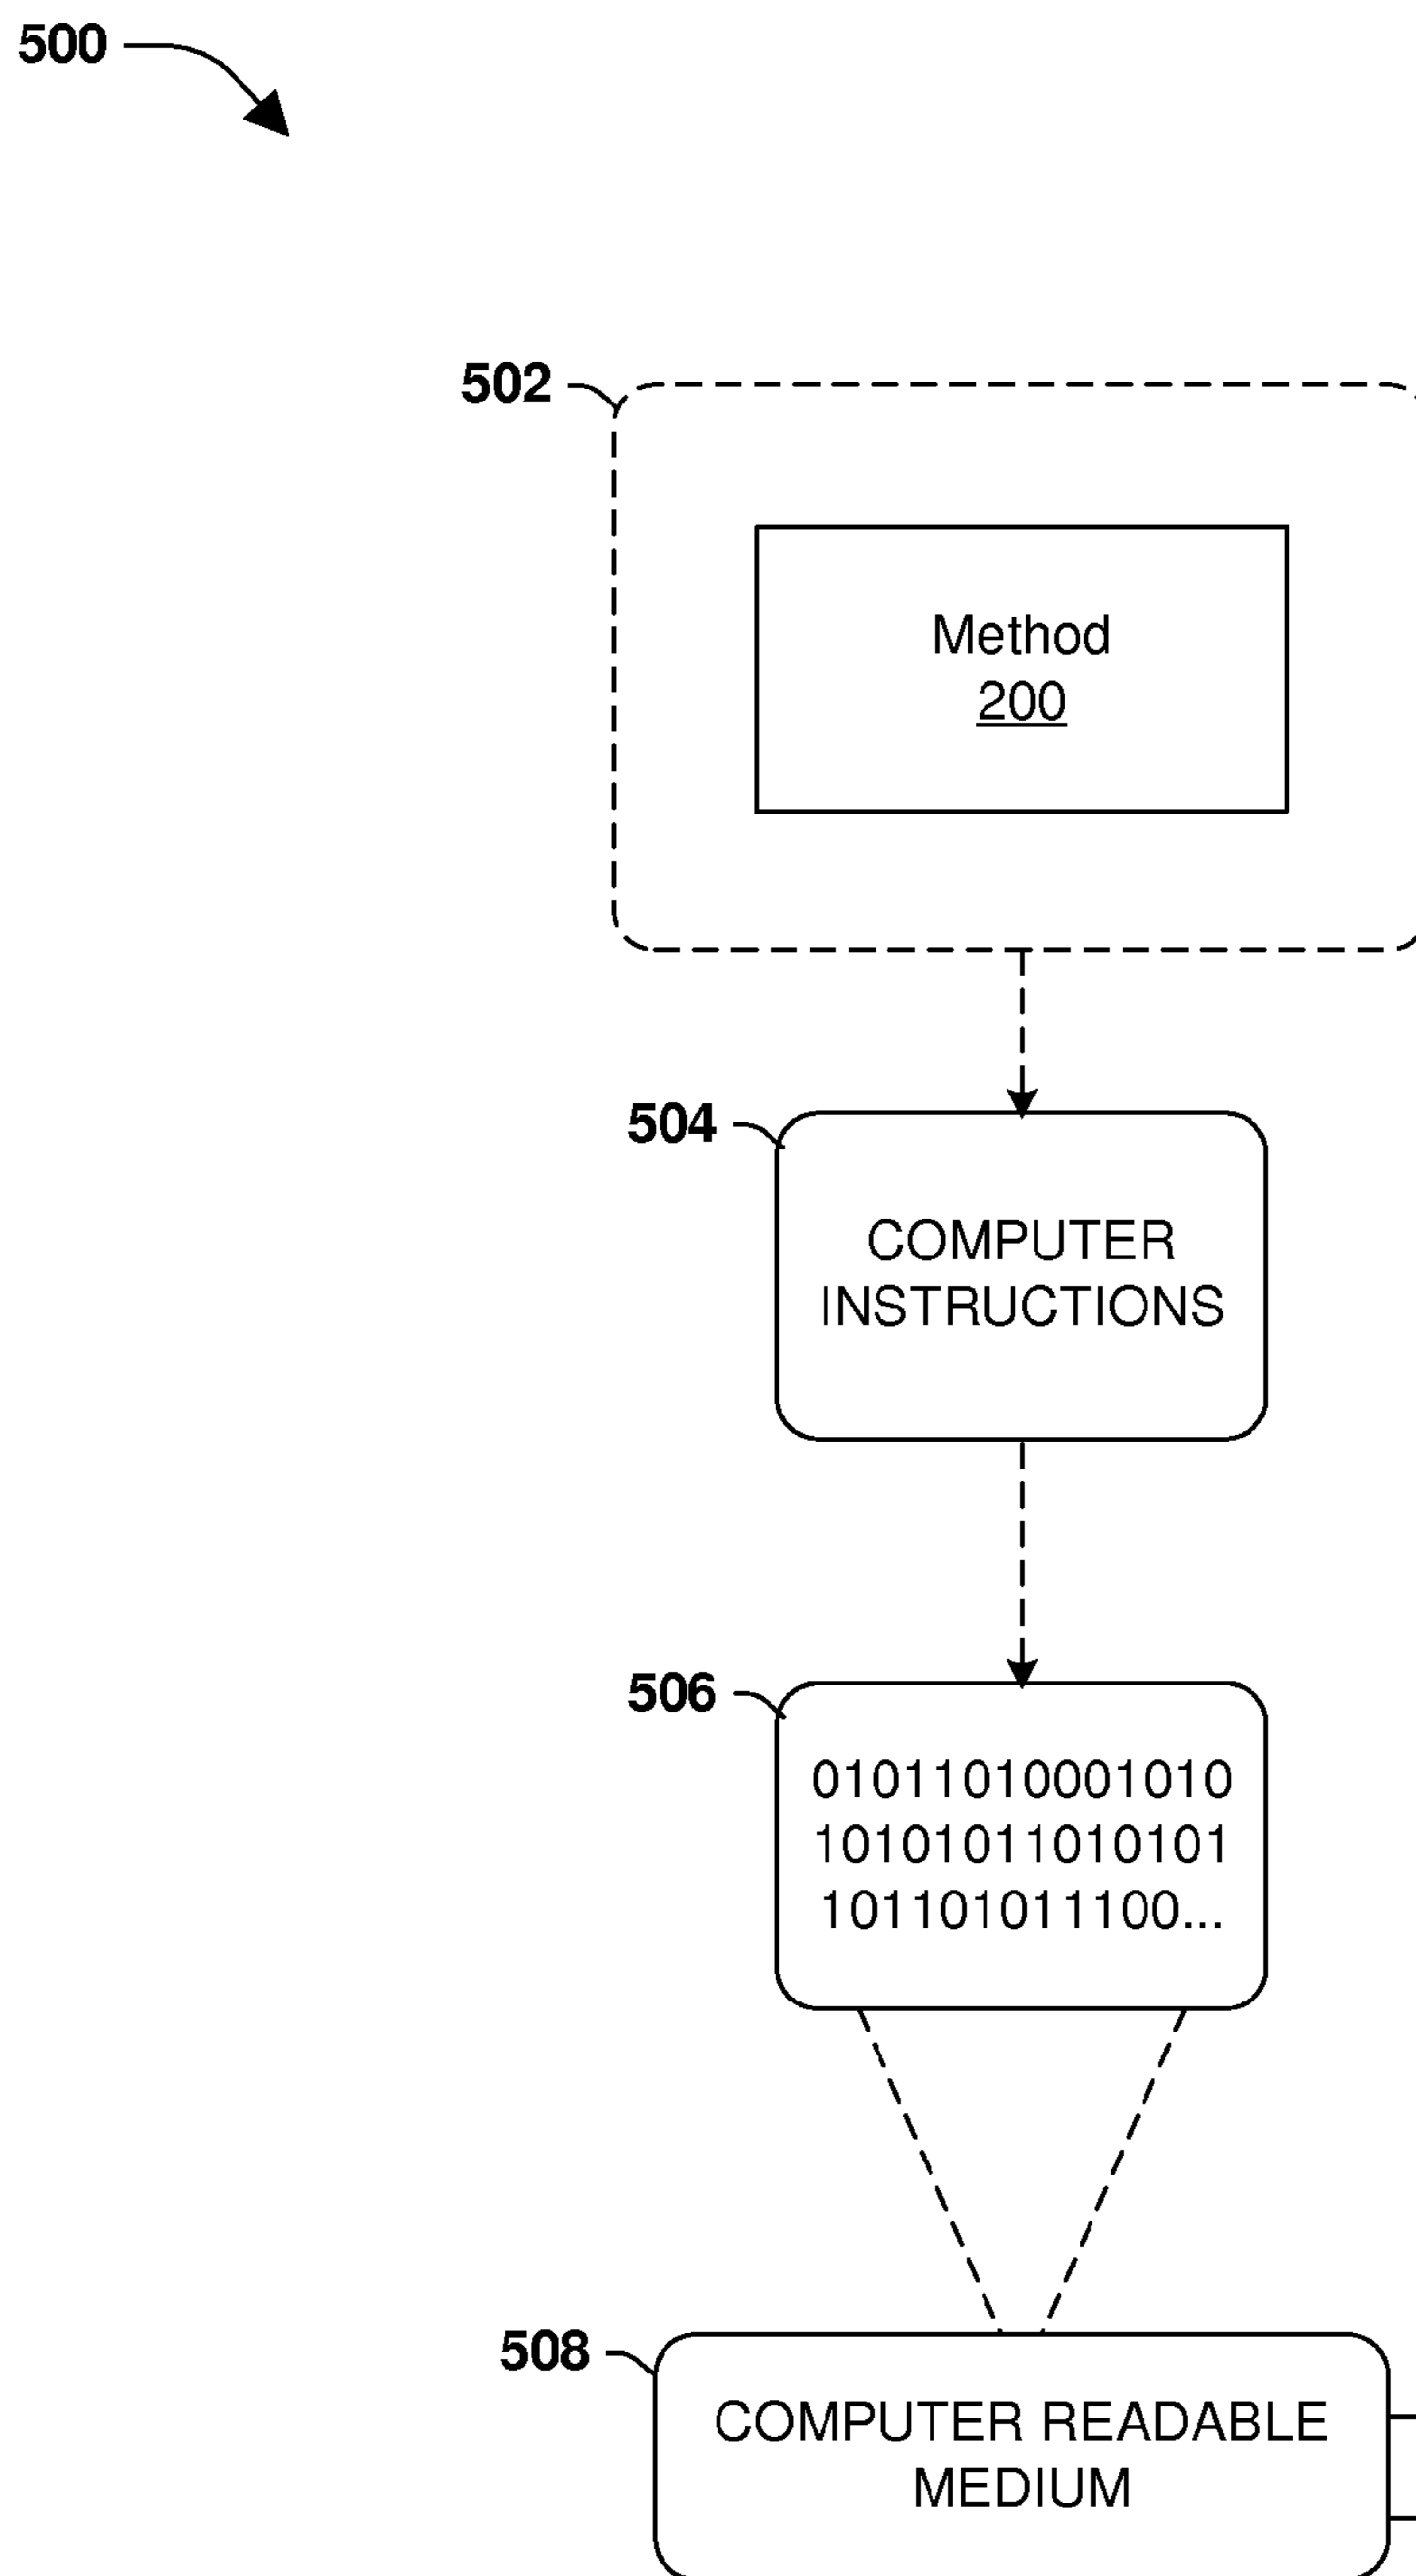 500
502
Method
200
504
COMPUTER
INSTRUCTIONS
506
01011010001010
10101011010101
101101011100...
508
COMPUTER READABLE
MEDIUM